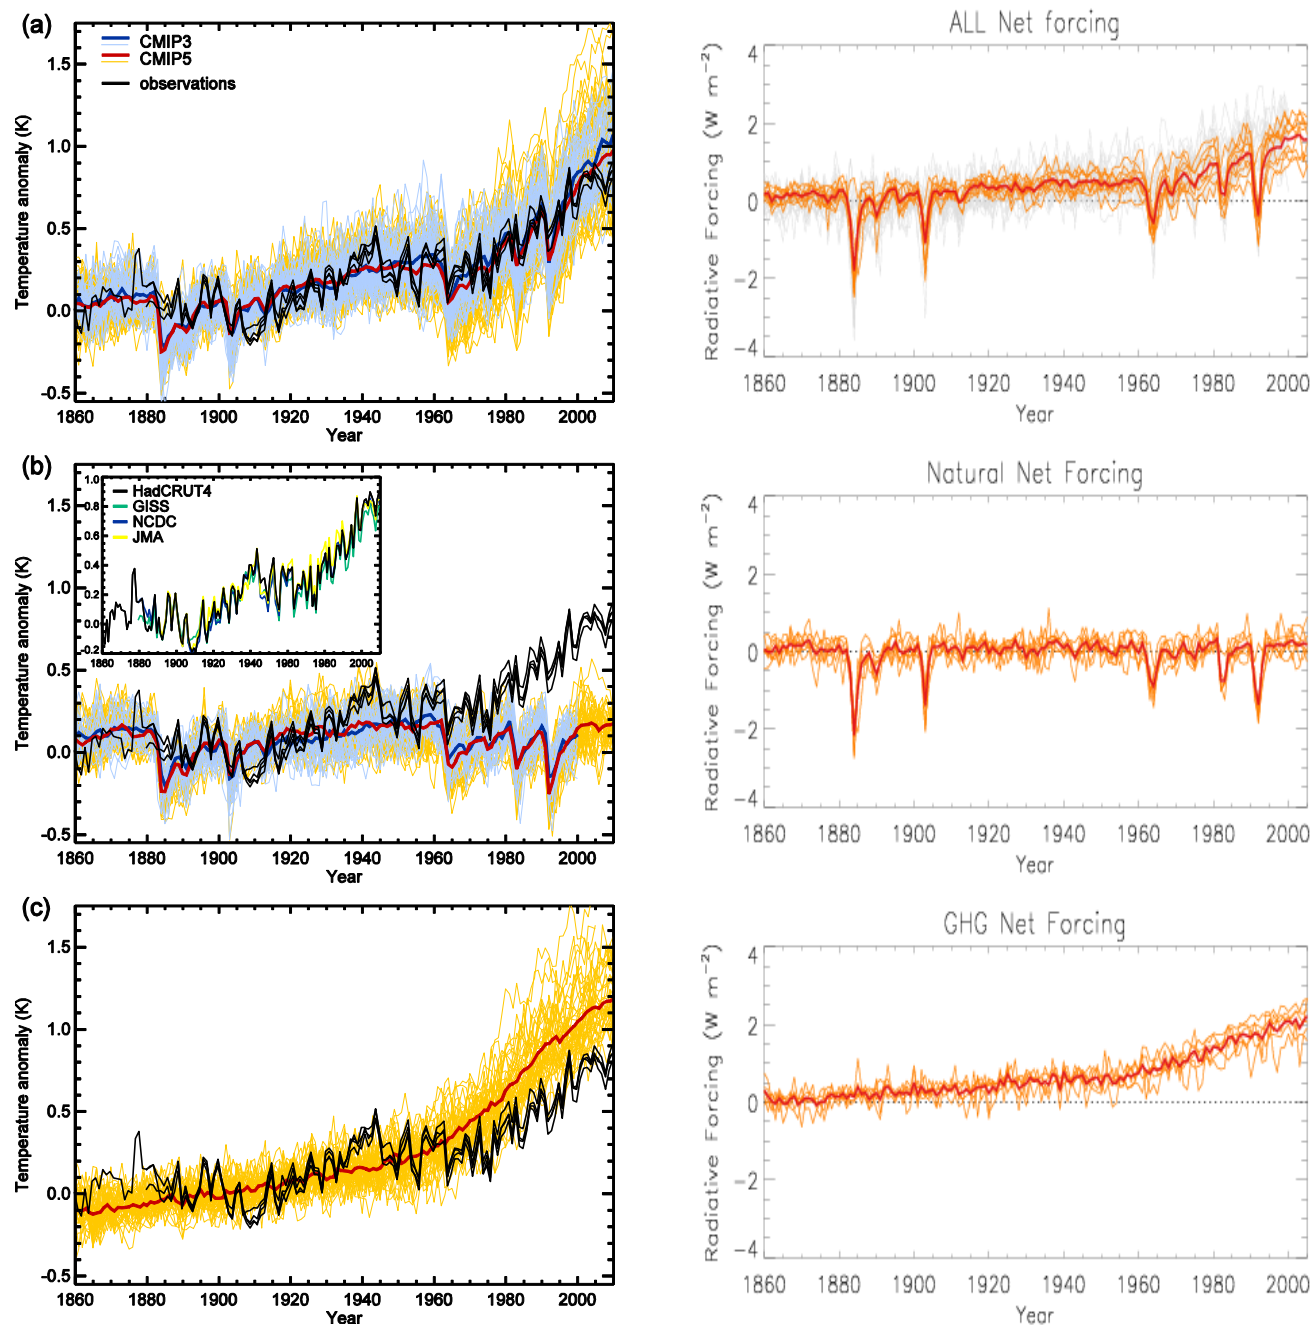 (a)
CMIP3
CMIP5
observations
Temperature anomaly (K)
1.5
1.0
0.5
0.0
-0.5
1860 1880 1900 1920 1940 1960 1980 2000
Year
ALL Net forcing
Radiative Forcing (W m⁻²)
4
2
0
-2
-4
1860 1880 1900 1920 1940 1960 1980 2000
Year
(b)
HadCRUT4
GISS
NCDC
JMA
1.0
0.8
0.6
0.4
0.2
0.0
-0.2
1860 1880 1900 1920 1940 1960 1980 2000
Temperature anomaly (K)
1.5
1.0
0.5
0.0
-0.5
1860 1880 1900 1920 1940 1960 1980 2000
Year
Natural Net Forcing
Radiative Forcing (W m⁻²)
4
2
0
-2
-4
1860 1880 1900 1920 1940 1960 1980 2000
Year
(c)
Temperature anomaly (K)
1.5
1.0
0.5
0.0
-0.5
1860 1880 1900 1920 1940 1960 1980 2000
Year
GHG Net Forcing
Radiative Forcing (W m⁻²)
4
2
0
-2
-4
1860 1880 1900 1920 1940 1960 1980 2000
Year